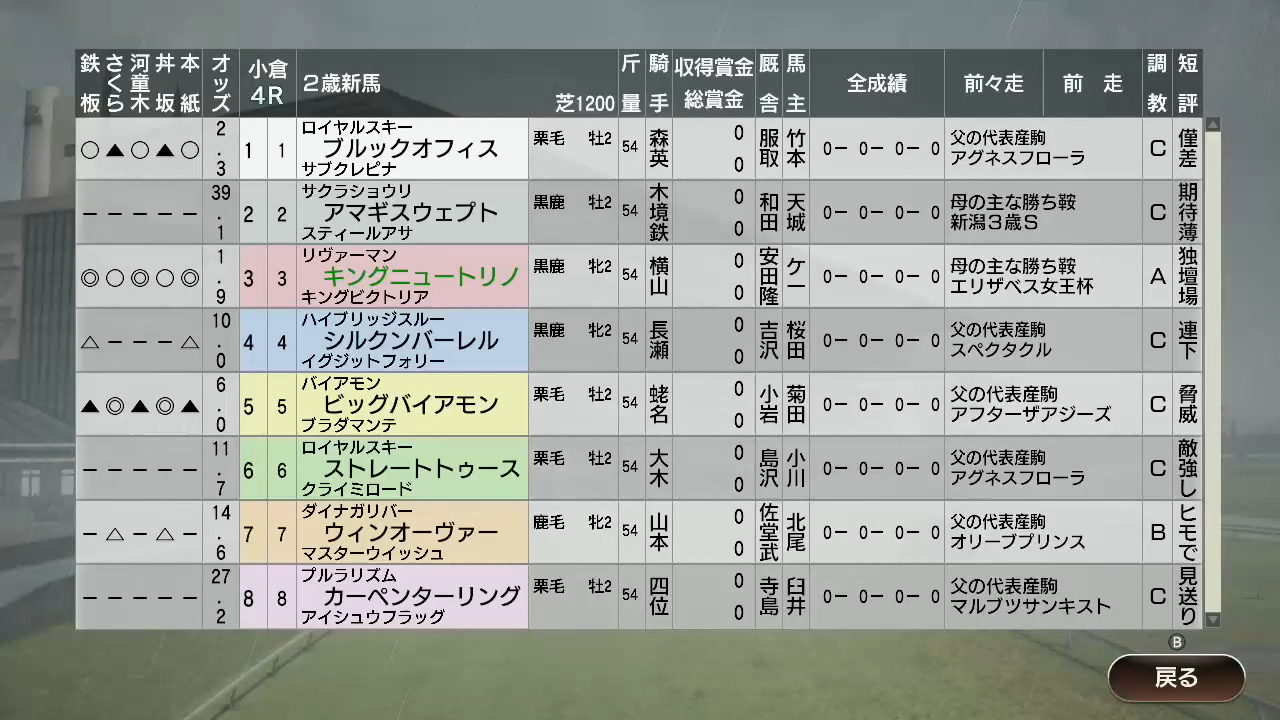 鉄板 さくら 河童木 井坂 本紙 オッズ 小倉4R 2歳新馬 芝1200 斤量 騎手 収得賞金 総賞金 厩舎 馬主 全成績 前々走 前 走 調教 短評
○ ▲ ○ ▲ ○ 2.3 1 1 ロイヤルスキー
ブルックオフィス 栗毛 牡2 54 森英 0 0 服取 竹本 0- 0- 0- 0 父の代表産駒 アグネスフローラ C 僅差
サブクレピナ
- - - - - 39.1 2 2 サクラショウリ
アマギスウェプト 黒鹿 牡2 54 木境鉄 0 0 和田 天城 0- 0- 0- 0 母の主な勝ち鞍 新潟3歳S C 期待薄
スティールアサ
◎ ○ ◎ ○ ◎ 1.9 3 3 リヴァーマン
キングニュートリノ 黒鹿 牝2 54 横山 0 0 安田隆 ケー 0- 0- 0- 0 母の主な勝ち鞍 エリザベス女王杯 A 独壇場
キングビクトリア
△ - - - △ 10.0 4 4 ハイブリッジスルー
シルクンバーレル 黒鹿 牝2 54 長瀬 0 0 吉沢 桜田 0- 0- 0- 0 父の代表産駒 スペクタクル C 連下
イグジットフォリー
▲ ◎ ▲ ◎ ▲ 6.0 5 5 バイアモン
ビッグバイアモン 栗毛 牡2 54 蛯名 0 0 小岩 菊田 0- 0- 0- 0 父の代表産駒 アフターザアジーズ C 脅威
ブラダマンテ
- - - - - 11.7 6 6 ロイヤルスキー
ストレートトゥース 栗毛 牡2 54 大木 0 0 島沢 小川 0- 0- 0- 0 父の代表産駒 アグネスフローラ C 敵強し
クライミロード
- △ - △ - 14.6 7 7 ダイナガリバー
ウィンオーヴァー 鹿毛 牝2 54 山本 0 0 佐堂武 北尾 0- 0- 0- 0 父の代表産駒 オリーブプリンス B ヒモで
マスターウイッシュ
- - - - - 27.2 8 8 プルラリズム
カーペンターリング 栗毛 牡2 54 四位 0 0 寺島 臼井 0- 0- 0- 0 父の代表産駒 マルブツサンキスト C 見送り
アイシュウフラッグ
B
戻る